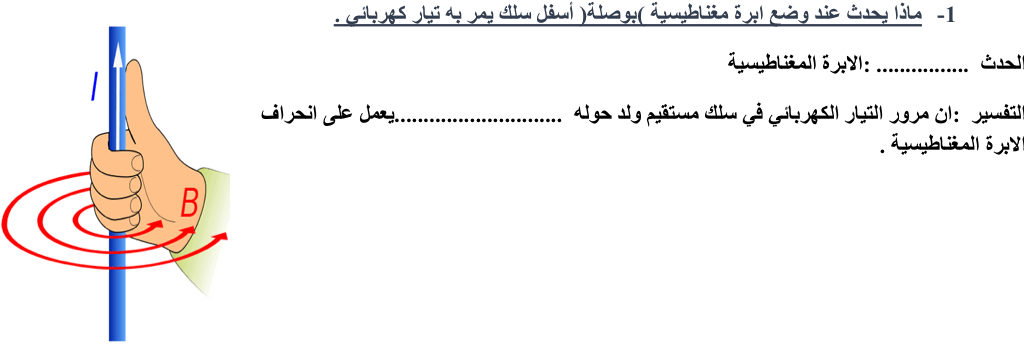 1- ماذا يحدث عند وضع ابرة مغناطيسية )بوصلة( أسفل سلك يمر به تيار كهربائي .
الحدث ................ :الابرة المغناطيسية
التفسير :ان مرور التيار الكهربائي في سلك مستقيم ولد حوله .............................يعمل على انحراف
الابرة المغناطيسية .
I
B